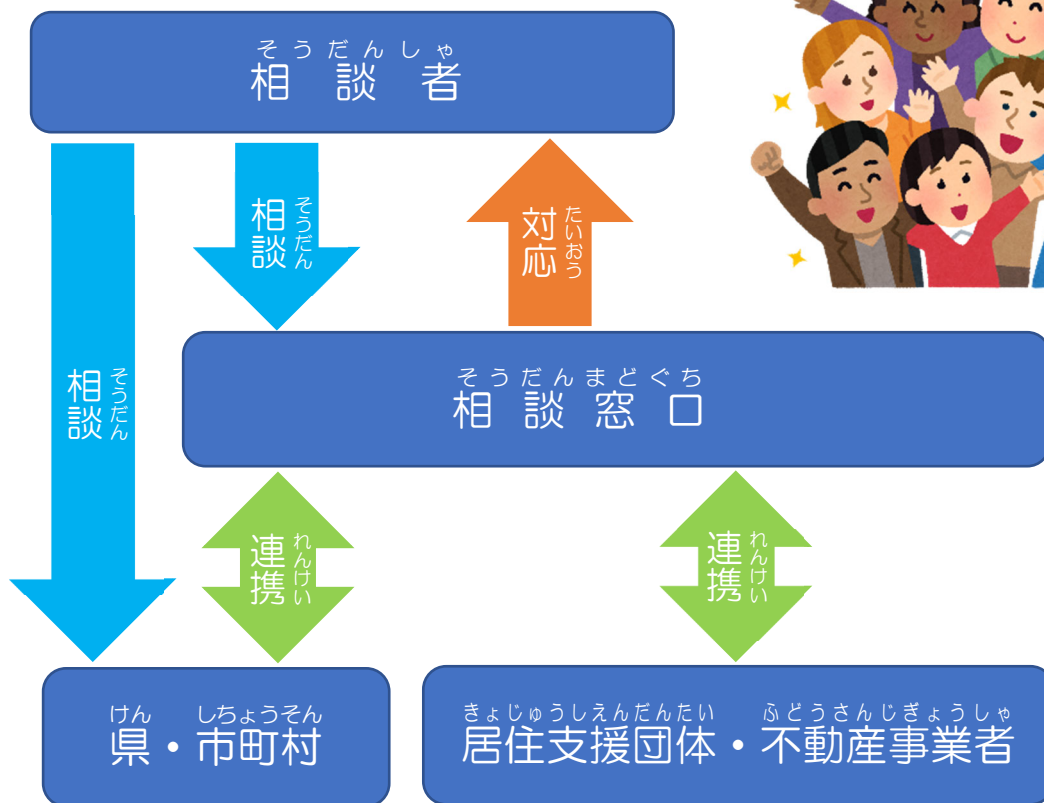 そうだんしゃ
相談者
相談
そうだん
対応
たいおう
そうだんまどぐち
相談窓口
相談
そうだん
連携
れんけい
連携
れんけい
けん しちょうそん
県・市町村
きょじゅうしえんだんたい ふどうさんじぎょうしゃ
居住支援団体・不動産事業者